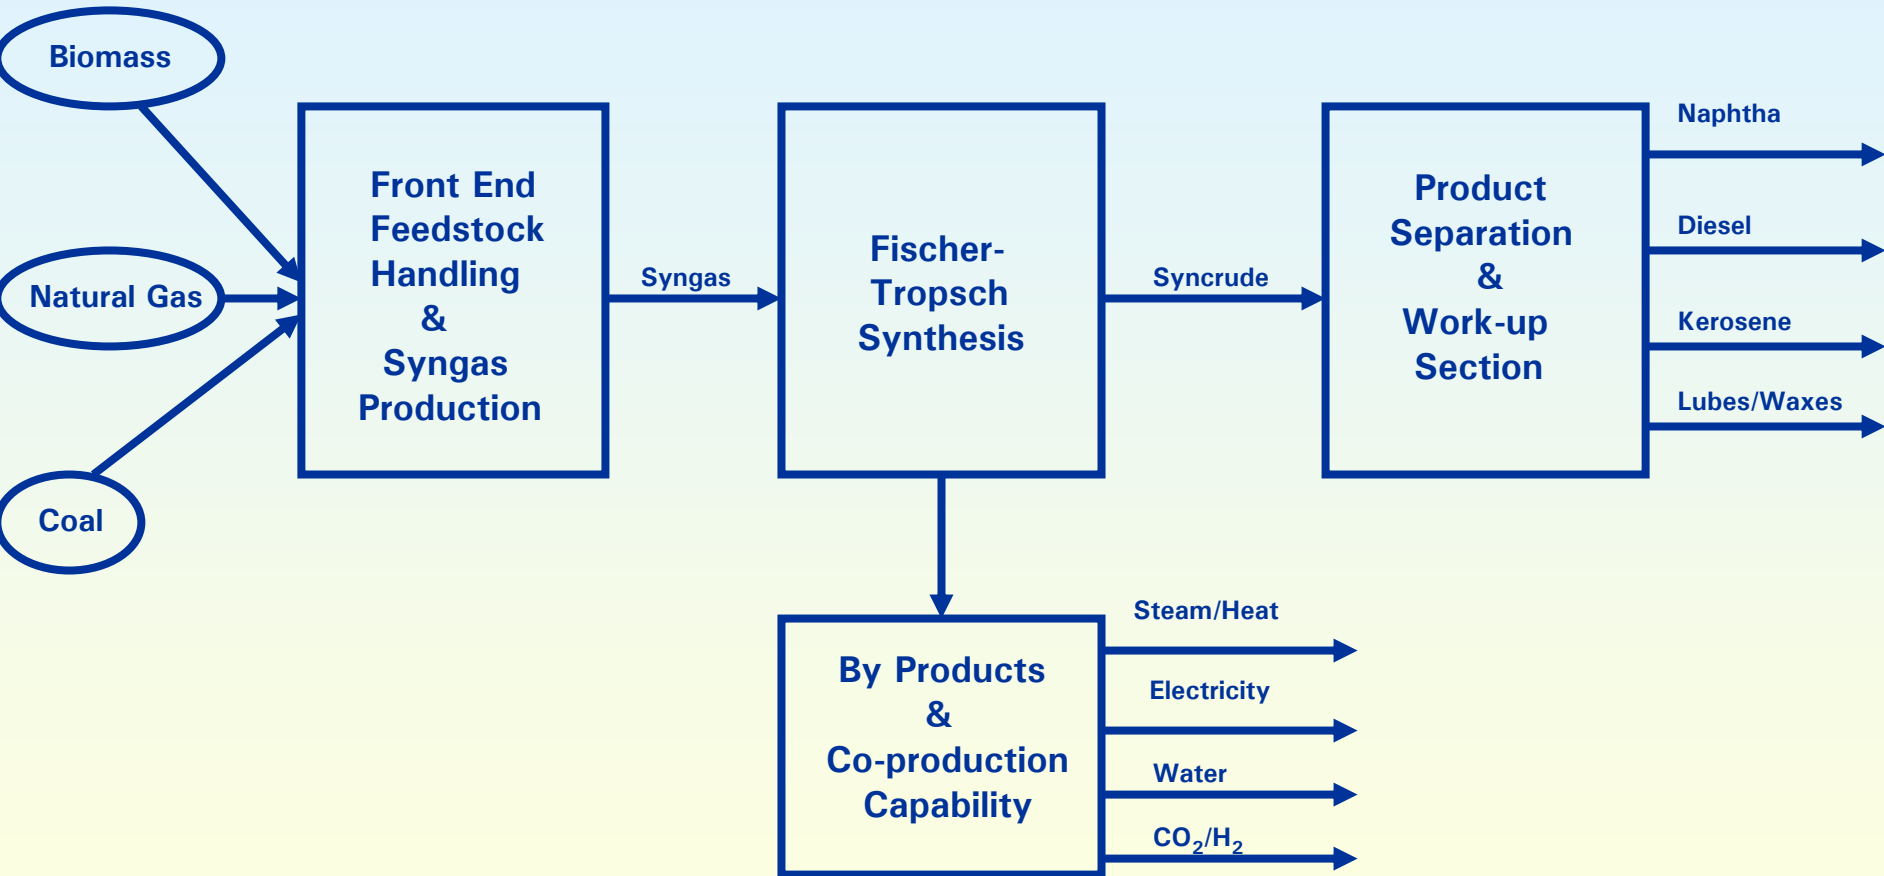 Biomass
Natural Gas
Coal
Front End
Feedstock
Handling
&
Syngas
Production
Syngas
Fischer-
Tropsch
Synthesis
Syncrude
Product
Separation
&
Work-up
Section
Naphtha
Diesel
Kerosene
Lubes/Waxes
By Products
&
Co-production
Capability
Steam/Heat
Electricity
Water
CO₂/H₂